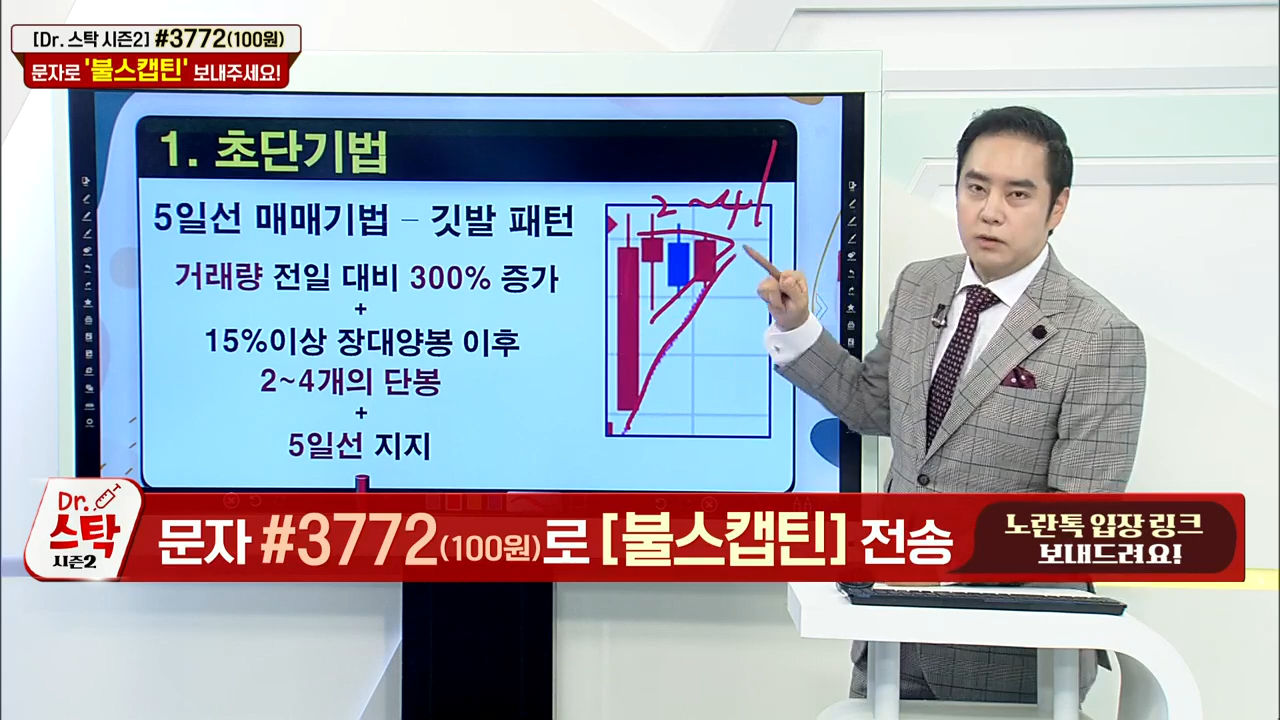 [Dr. 스탁 시즌2] #3772(100원)
문자로 '불스캡틴' 보내주세요!
1. 초단기법
5일선 매매기법 – 깃발 패턴
거래량 전일 대비 300% 증가
+
15%이상 장대양봉 이후
2~4개의 단봉
+
5일선 지지
2~4
Dr.
스탁
시즌2
문자 #3772(100원)로 [불스캡틴] 전송
노란톡 입장 링크
보내드려요!